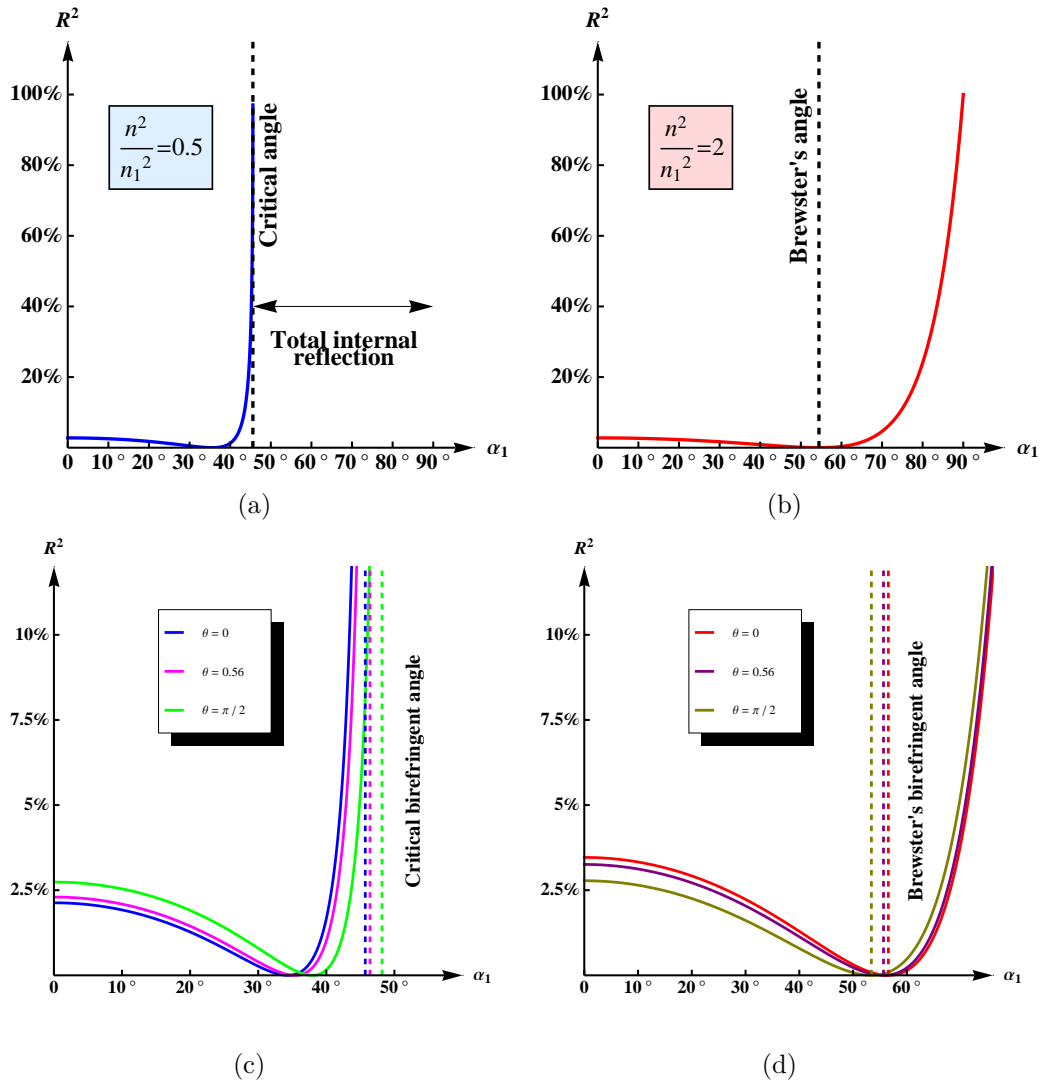 R²
100%
80%
60%
40%
20%
n²/n₁²=0.5
Critical angle
Total internal
reflection
0 10° 20° 30° 40° 50° 60° 70° 80° 90° α₁
(a)
R²
100%
80%
60%
40%
20%
n²/n₁²=2
Brewster's angle
0 10° 20° 30° 40° 50° 60° 70° 80° 90° α₁
(b)
R²
10%
7.5%
5%
2.5%
θ = 0
θ = 0.56
θ = π / 2
Critical birefringent angle
0 10° 20° 30° 40° 50 α₁
(c)
R²
10%
7.5%
5%
2.5%
θ = 0
θ = 0.56
θ = π / 2
Brewster's birefringent angle
0 10° 20° 30° 40° 50° 60° α₁
(d)